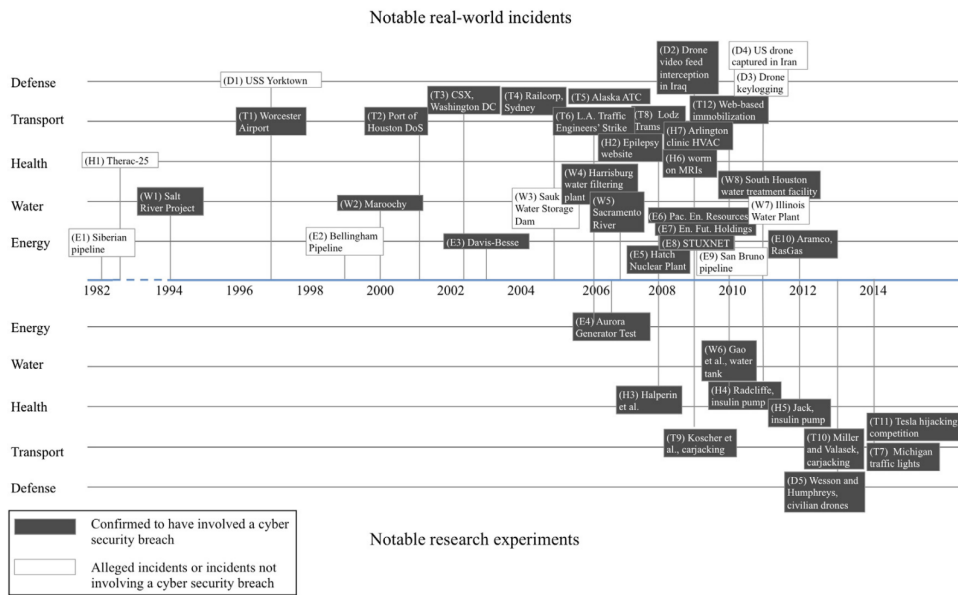 Notable real-world incidents
Defense
(D1) USS Yorktown
(D2) Drone
video feed
interception
in Iraq
(D4) US drone
captured in Iran
(D3) Drone
keylogging
Transport
(T1) Worcester
Airport
(T2) Port of
Houston DoS
(T3) CSX,
Washington DC
(T4) Railcorp,
Sydney
(T5) Alaska ATC
(T6) L.A. Traffic
Engineers' Strike
(T8) Lodz
Trams
(T12) Web-based
immobilization
Health
(H1) Therac-25
(H2) Epilepsy
website
(H7) Arlington
clinic HVAC
(H6) worm
on MRIs
Water
(W1) Salt
River Project
(W2) Maroochy
(W3) Sauk
Water Storage
Dam
(W4) Harrisburg
water filtering
plant
(W5)
Sacramento
River
(W8) South Houston
water treatment facility
(W7) Illinois
Water Plant
Energy
(E1) Siberian
pipeline
(E2) Bellingham
Pipeline
(E3) Davis-Besse
(E6) Pac. En. Resources
(E7) En. Fut. Holdings
(E8) STUXNET
(E5) Hatch
Nuclear Plant
(E9) San Bruno
pipeline
(E10) Aramco,
RasGas
1982 1994 1996 1998 2000 2002 2004 2006 2008 2010 2012 2014
Energy
(E4) Aurora
Generator Test
Water
(W6) Gao
et al., water
tank
Health
(H3) Halperin
et al.
(H4) Radcliffe,
insulin pump
(H5) Jack,
insulin pump
Transport
(T9) Koscher et
al., carjacking
(T10) Miller
and Valasek,
carjacking
(T11) Tesla hijacking
competition
(T7) Michigan
traffic lights
Defense
(D5) Wesson and
Humphreys,
civilian drones
Confirmed to have involved a cyber
security breach
Alleged incidents or incidents not
involving a cyber security breach
Notable research experiments